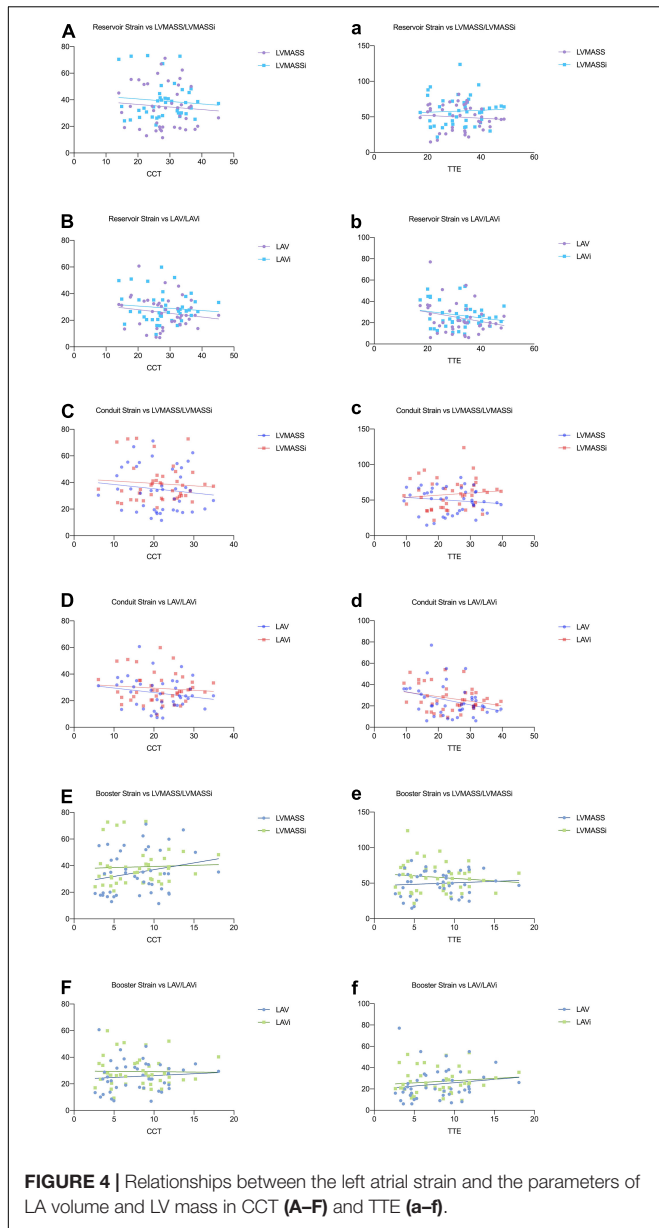 A
Reservoir Strain vs LVMASS/LVMASSi
80
60
40
20
0
0 10 20 30 40 50
CCT
LVMASS
LVMASSi
a
Reservoir Strain vs LVMASS/LVMASSi
150
100
50
0
0 20 40 60
TTE
LVMASS
LVMASSi
B
Reservoir Strain vs LAV/LAVi
80
60
40
20
0
0 10 20 30 40 50
CCT
LAV
LAVi
b
Reservoir Strain vs LAV/LAVi
100
80
60
40
20
0
0 20 40 60
TTE
LAV
LAVi
C
Conduit Strain vs LVMASS/LVMASSi
80
60
40
20
0
0 10 20 30 40
CCT
LVMASS
LVMASSi
c
Conduit Strain vs LVMASS/LVMASSi
150
100
50
0
0 10 20 30 40 50
TTE
LVMASS
LVMASSi
D
Conduit Strain vs LAV/LAVi
80
60
40
20
0
0 10 20 30 40
CCT
LAV
LAVi
d
Conduit Strain vs LAV/LAVi
100
80
60
40
20
0
0 10 20 30 40 50
TTE
LAV
LAVi
E
Booster Strain vs LVMASS/LVMASSi
80
60
40
20
0
0 5 10 15 20
CCT
LVMASS
LVMASSi
e
Booster Strain vs LVMASS/LVMASSi
150
100
50
0
0 5 10 15 20
TTE
LVMASS
LVMASSi
F
Booster Strain vs LAV/LAVi
80
60
40
20
0
0 5 10 15 20
CCT
LAV
LAVi
f
Booster Strain vs LAV/LAVi
100
80
60
40
20
0
0 5 10 15 20
TTE
LAV
LAVi
FIGURE 4 | Relationships between the left atrial strain and the parameters of
LA volume and LV mass in CCT (A–F) and TTE (a–f).